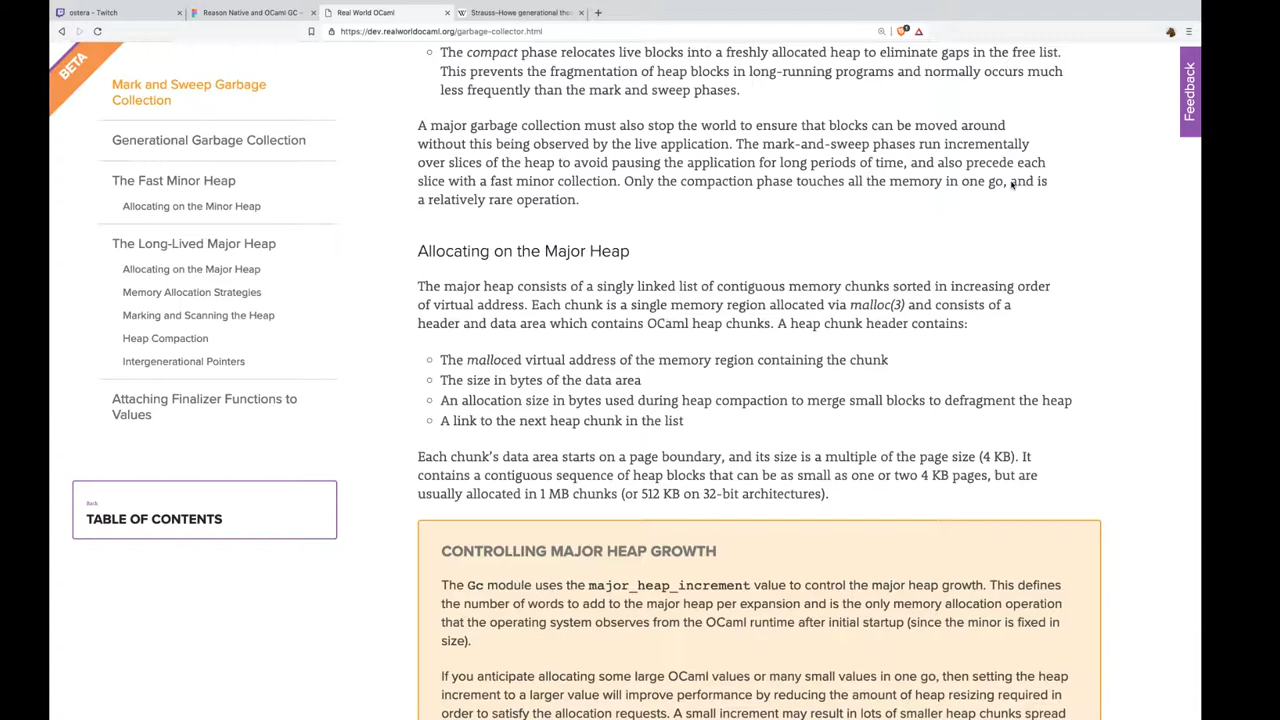 ostera - Twitch
Reason Native and OCaml GC -
Real World OCaml
Strauss–Howe generational the
https://dev.realworldocaml.org/garbage-collector.html
BETA
Mark and Sweep Garbage
Collection
Generational Garbage Collection
The Fast Minor Heap
Allocating on the Minor Heap
The Long-Lived Major Heap
Allocating on the Major Heap
Memory Allocation Strategies
Marking and Scanning the Heap
Heap Compaction
Intergenerational Pointers
Attaching Finalizer Functions to
Values
Back
TABLE OF CONTENTS
The compact phase relocates live blocks into a freshly allocated heap to eliminate gaps in the free list.
This prevents the fragmentation of heap blocks in long-running programs and normally occurs much
less frequently than the mark and sweep phases.
A major garbage collection must also stop the world to ensure that blocks can be moved around
without this being observed by the live application. The mark-and-sweep phases run incrementally
over slices of the heap to avoid pausing the application for long periods of time, and also precede each
slice with a fast minor collection. Only the compaction phase touches all the memory in one go, and is
a relatively rare operation.
Allocating on the Major Heap
The major heap consists of a singly linked list of contiguous memory chunks sorted in increasing order
of virtual address. Each chunk is a single memory region allocated via malloc(3) and consists of a
header and data area which contains OCaml heap chunks. A heap chunk header contains:
The malloced virtual address of the memory region containing the chunk
The size in bytes of the data area
An allocation size in bytes used during heap compaction to merge small blocks to defragment the heap
A link to the next heap chunk in the list
Each chunk's data area starts on a page boundary, and its size is a multiple of the page size (4 KB). It
contains a contiguous sequence of heap blocks that can be as small as one or two 4 KB pages, but are
usually allocated in 1 MB chunks (or 512 KB on 32-bit architectures).
CONTROLLING MAJOR HEAP GROWTH
The Gc module uses the major_heap_increment value to control the major heap growth. This defines
the number of words to add to the major heap per expansion and is the only memory allocation operation
that the operating system observes from the OCaml runtime after initial startup (since the minor is fixed in
size).
If you anticipate allocating some large OCaml values or many small values in one go, then setting the heap
increment to a larger value will improve performance by reducing the amount of heap resizing required in
order to satisfy the allocation requests. A small increment may result in lots of smaller heap chunks spread
Feedback